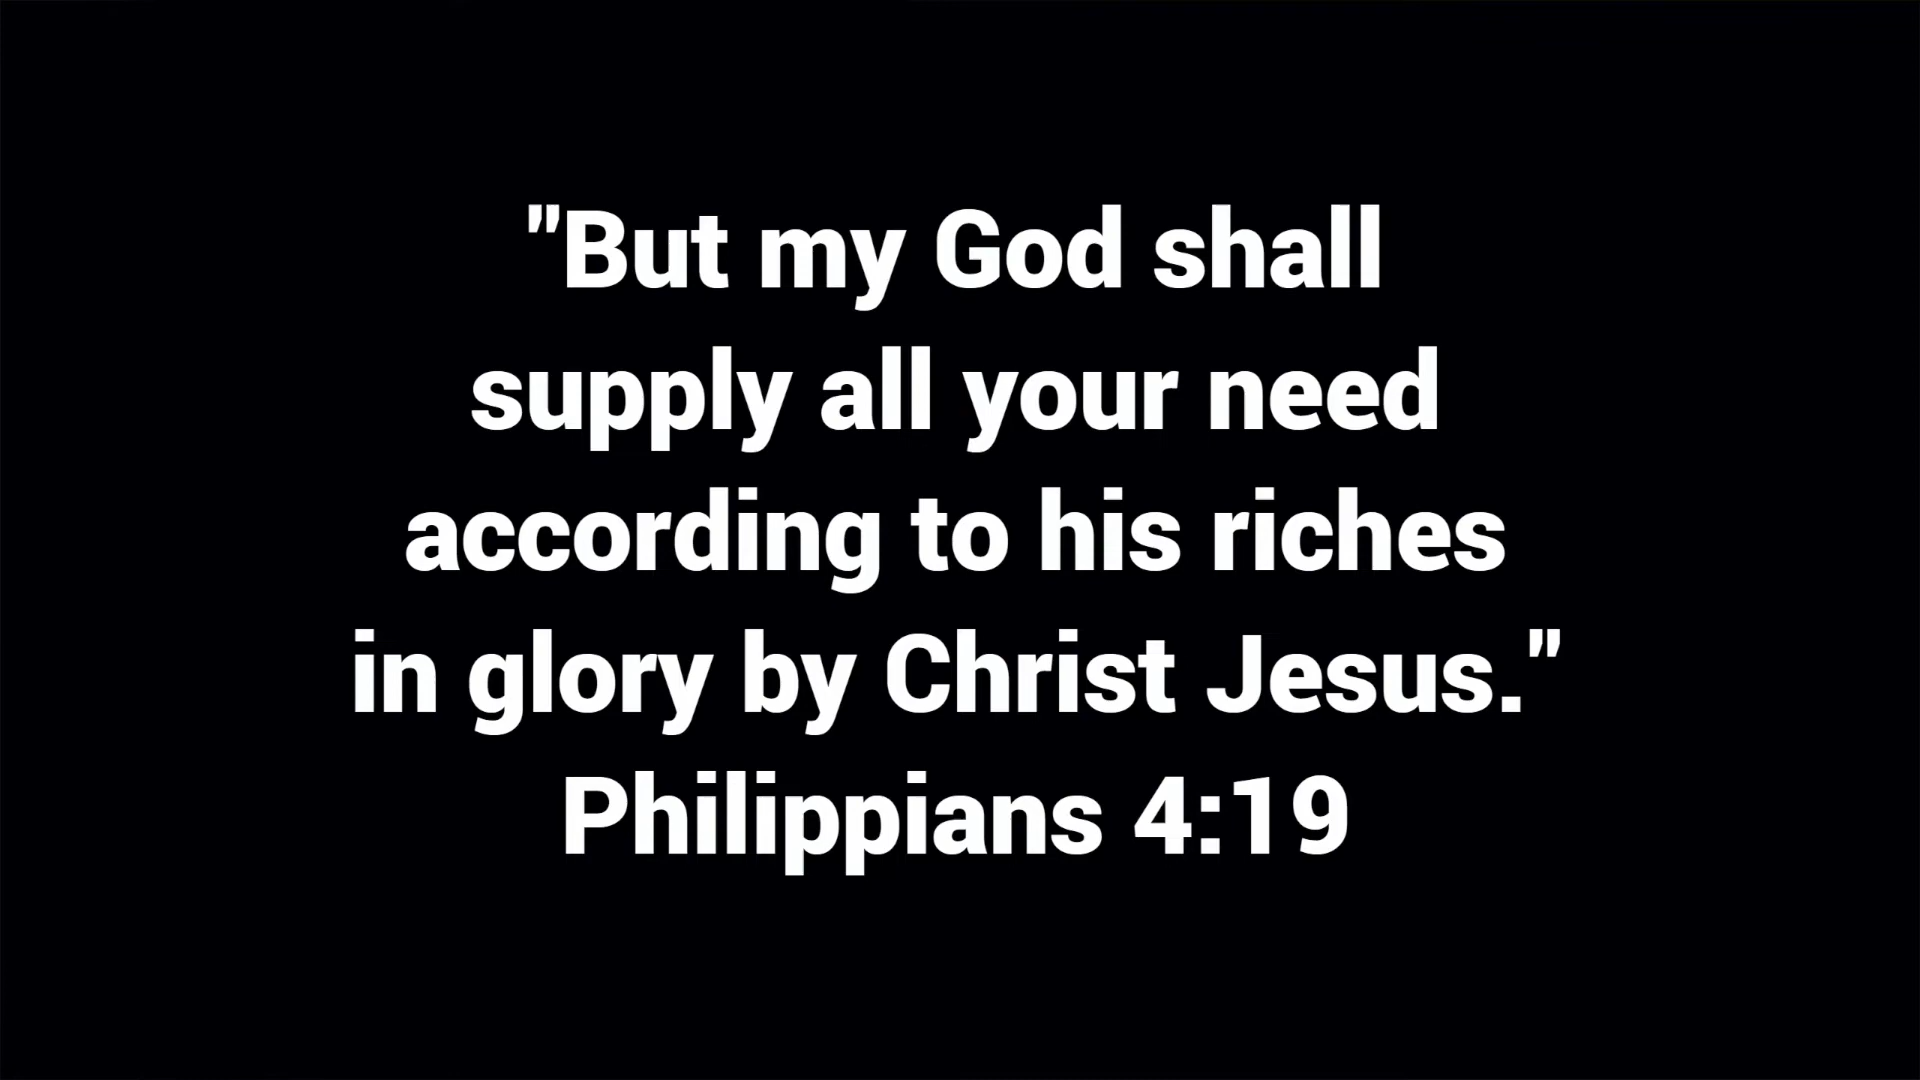 "But my God shall
supply all your need
according to his riches
in glory by Christ Jesus."
Philippians 4:19